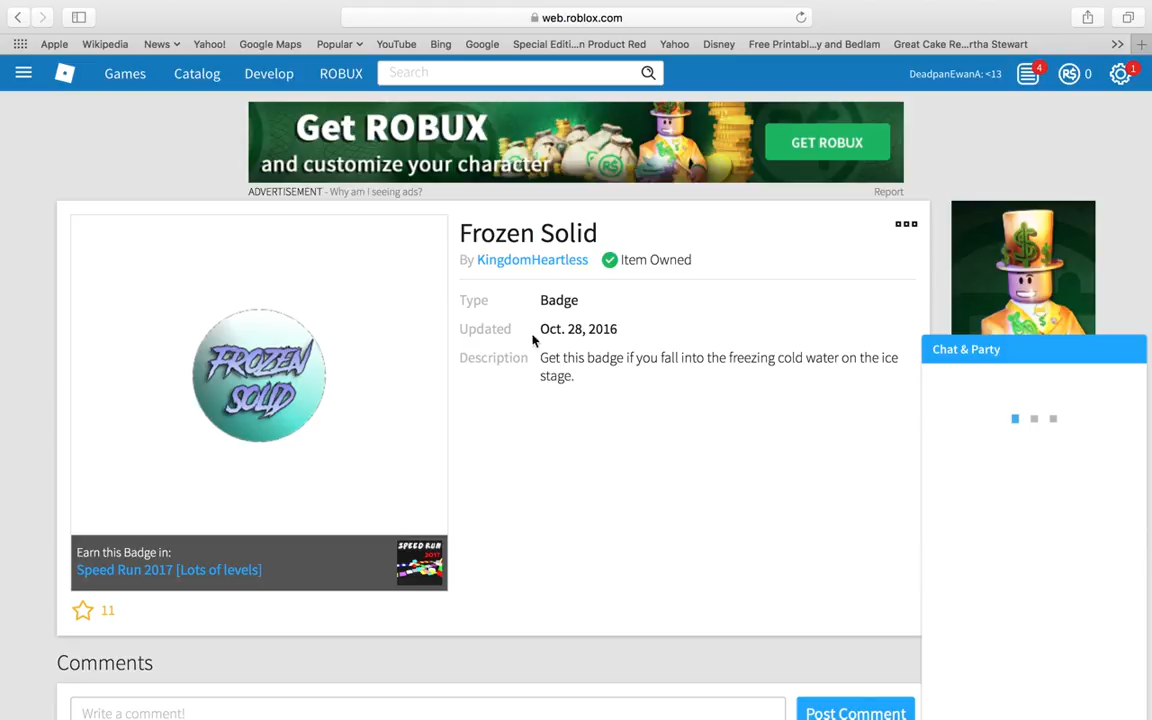 web.roblox.com
Apple Wikipedia News Yahoo! Google Maps Popular YouTube Bing Google Special Editi...n Product Red Yahoo Disney Free Printabl...y and Bedlam Great Cake Re...rtha Stewart
Games Catalog Develop ROBUX Search DeadpanEwanA: <13 4 R$ 0 1
Get ROBUX
and customize your character
GET ROBUX
ADVERTISEMENT - Why am I seeing ads? Report
Frozen Solid
By KingdomHeartless Item Owned
Type Badge
Updated Oct. 28, 2016
Description Get this badge if you fall into the freezing cold water on the ice
stage.
FROZEN
SOLID
Chat & Party
Earn this Badge in:
Speed Run 2017 [Lots of levels]
SPEED RUN
2017
11
Comments
Write a comment!
Post Comment